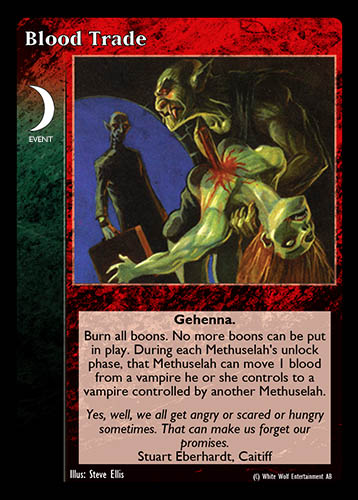 Blood Trade
EVENT
Gehenna.
Burn all boons. No more boons can be put
in play. During each Methuselah's unlock
phase, that Methuselah can move 1 blood
from a vampire he or she controls to a
vampire controlled by another Methuselah.
Yes, well, we all get angry or scared or hungry
sometimes. That can make us forget our
promises.
Stuart Eberhardt, Caitiff
Illus: Steve Ellis
(C) White Wolf Entertainment AB